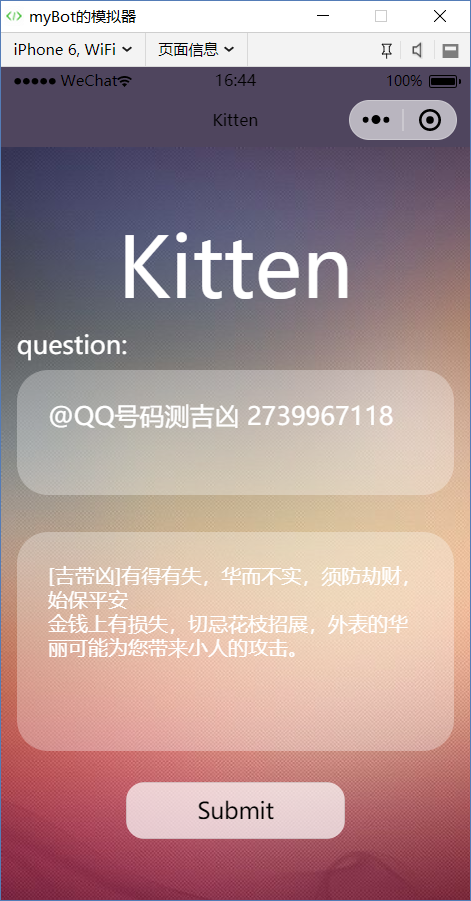 myBot的模拟器
iPhone 6, WiFi 页面信息
WeChat 16:44 100%
Kitten
Kitten
question:
@QQ号码测吉凶 2739967118
[吉带凶]有得有失，华而不实，须防劫财，
始保平安
金钱上有损失，切忌花枝招展，外表的华
丽可能为您带来小人的攻击。
Submit